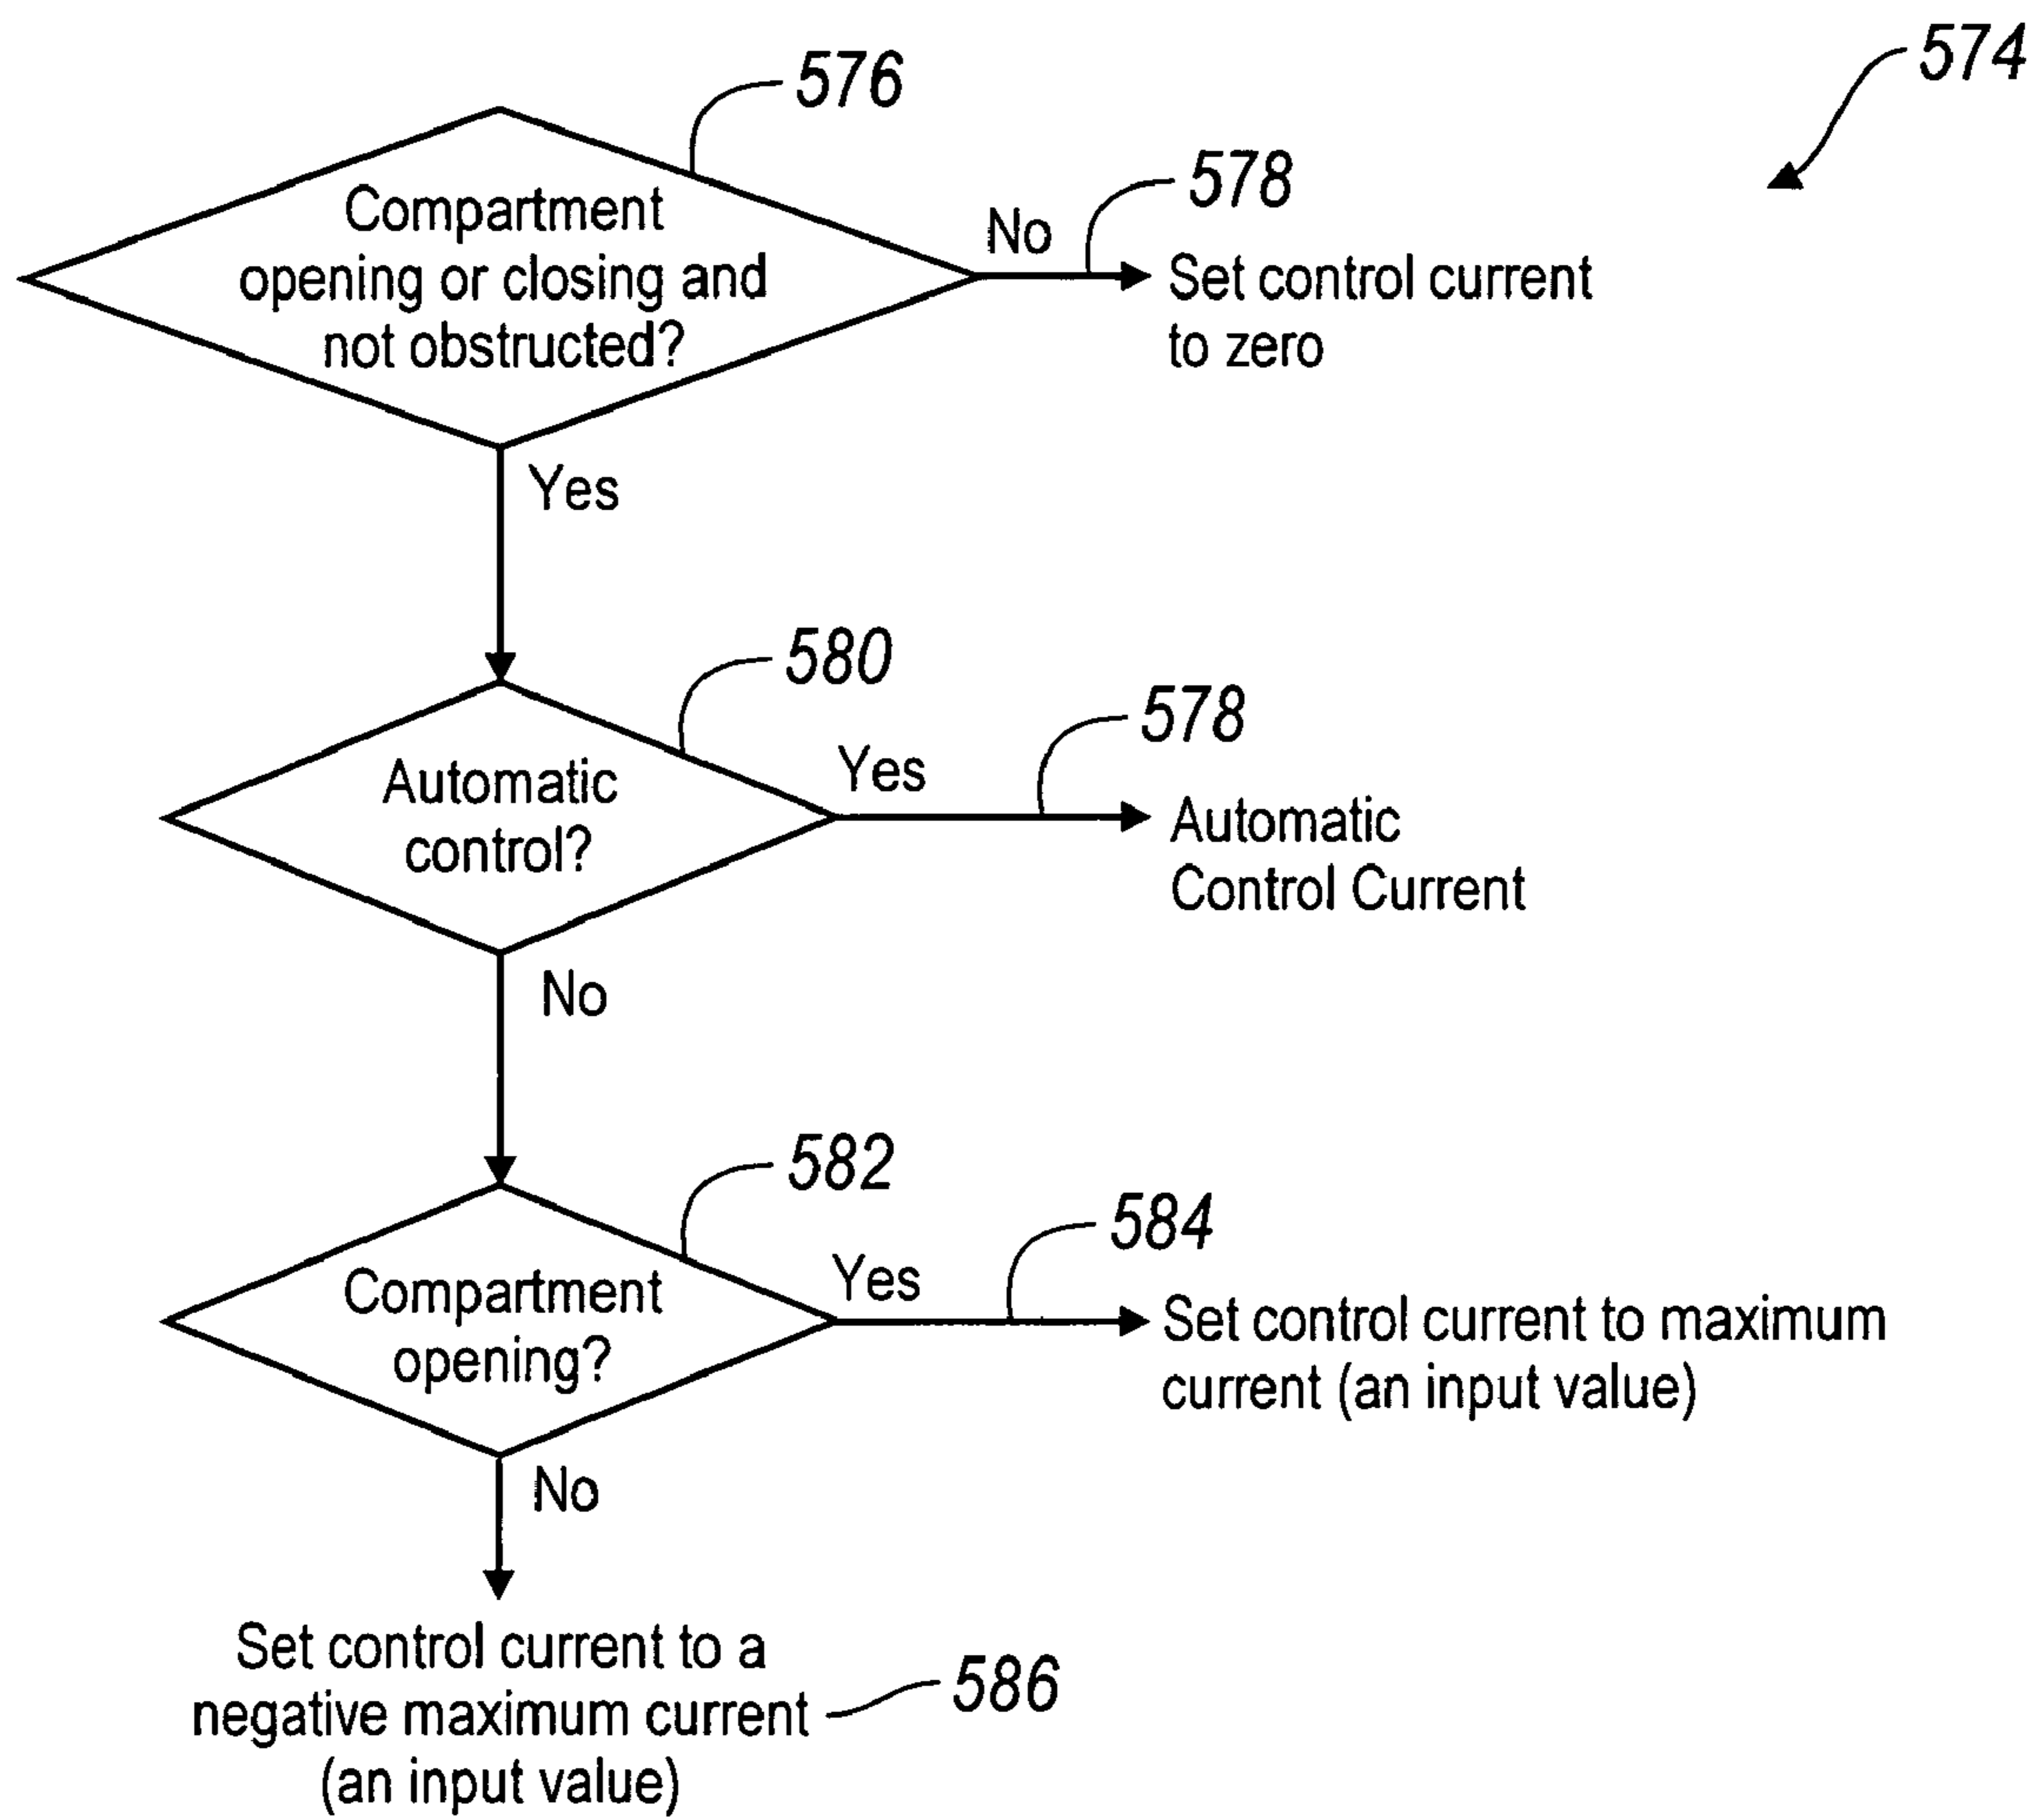 574
576
Compartment
opening or closing and
not obstructed?
No
578
Set control current
to zero
Yes
580
Automatic
control?
Yes
578
Automatic
Control Current
No
582
Compartment
opening?
Yes
584
Set control current to maximum
current (an input value)
No
Set control current to a
negative maximum current
(an input value)
586